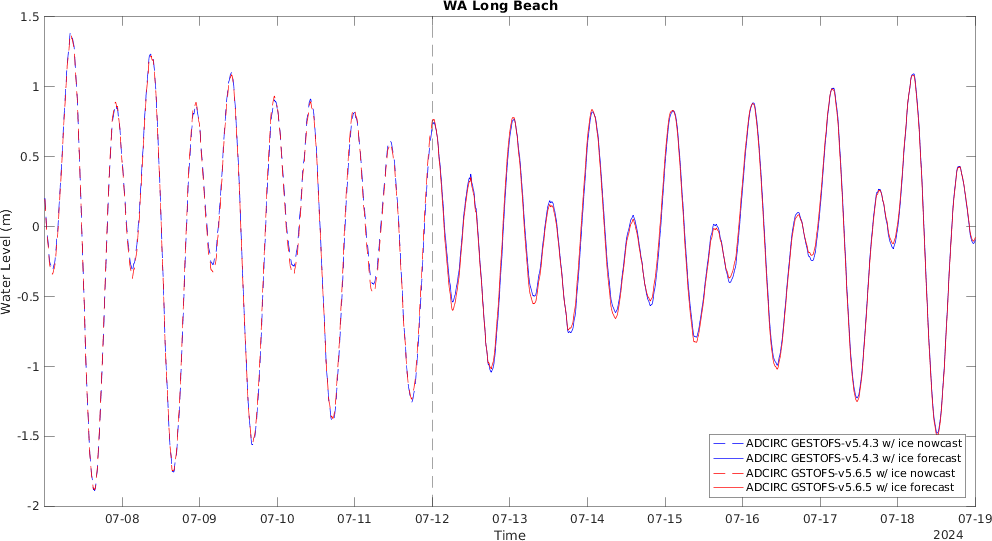 WA Long Beach
1.5
1
0.5
0
-0.5
-1
-1.5
-2
Water Level (m)
07-08 07-09 07-10 07-11 07-12 07-13 07-14 07-15 07-16 07-17 07-18 07-19
Time
2024
ADCIRC GESTOFS-v5.4.3 w/ ice nowcast
ADCIRC GESTOFS-v5.4.3 w/ ice forecast
ADCIRC GSTOFS-v5.6.5 w/ ice nowcast
ADCIRC GSTOFS-v5.6.5 w/ ice forecast